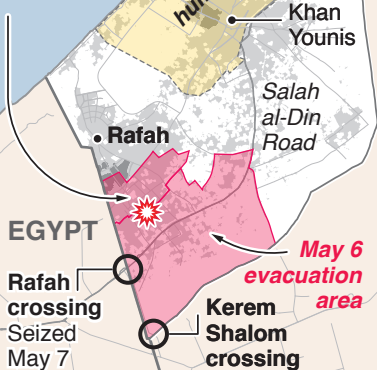 Khan
Younis
Salah
al-Din
Road
Rafah
EGYPT
May 6
evacuation
area
Rafah
crossing
Seized
May 7
Kerem
Shalom
crossing